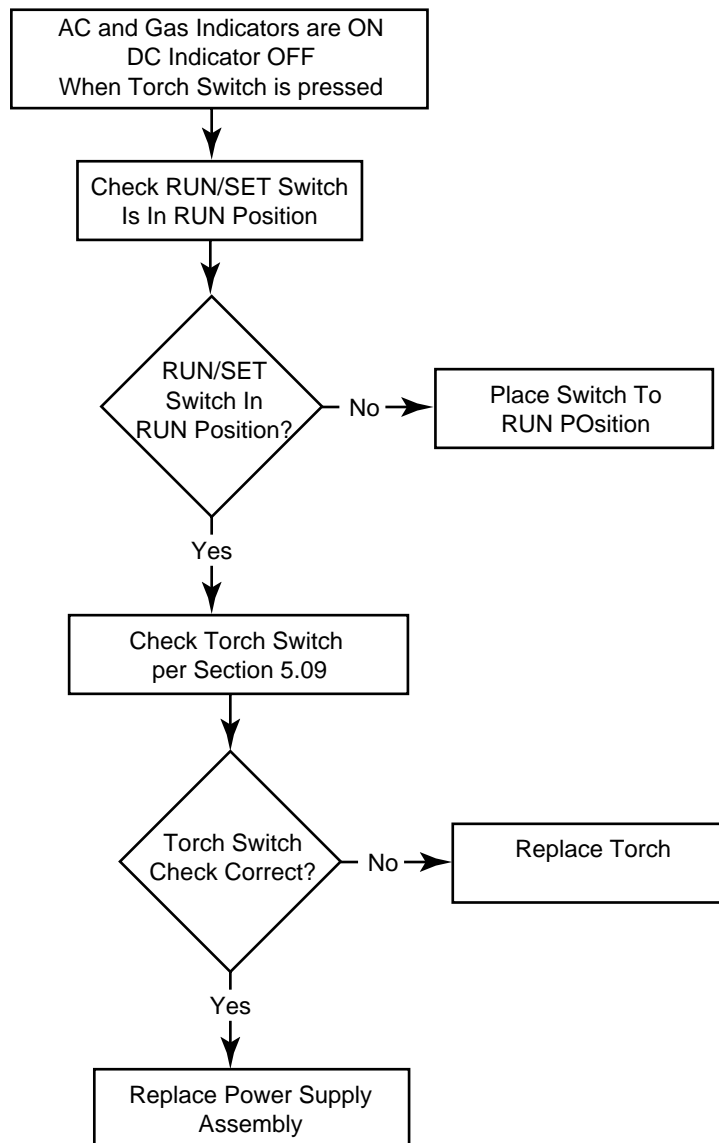 AC and Gas Indicators are ON
DC Indicator OFF
When Torch Switch is pressed
Check RUN/SET Switch
Is In RUN Position
RUN/SET
Switch In
RUN Position?
No
Place Switch To
RUN POsition
Yes
Check Torch Switch
per Section 5.09
Torch Switch
Check Correct?
No
Replace Torch
Yes
Replace Power Supply
Assembly